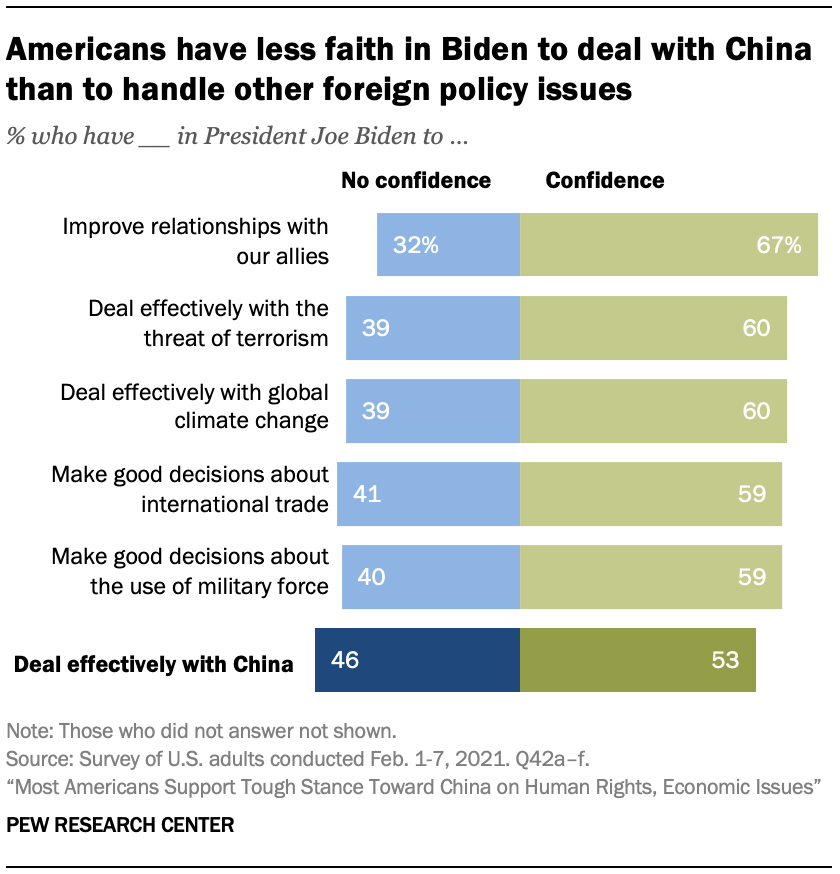 Americans have less faith in Biden to deal with China
than to handle other foreign policy issues
% who have __ in President Joe Biden to ...
No confidence Confidence
Improve relationships with
our allies
32% 67%
Deal effectively with the
threat of terrorism
39 60
Deal effectively with global
climate change
39 60
Make good decisions about
international trade
41 59
Make good decisions about
the use of military force
40 59
Deal effectively with China 46 53
Note: Those who did not answer not shown.
Source: Survey of U.S. adults conducted Feb. 1-7, 2021. Q42a–f.
“Most Americans Support Tough Stance Toward China on Human Rights, Economic Issues”
PEW RESEARCH CENTER